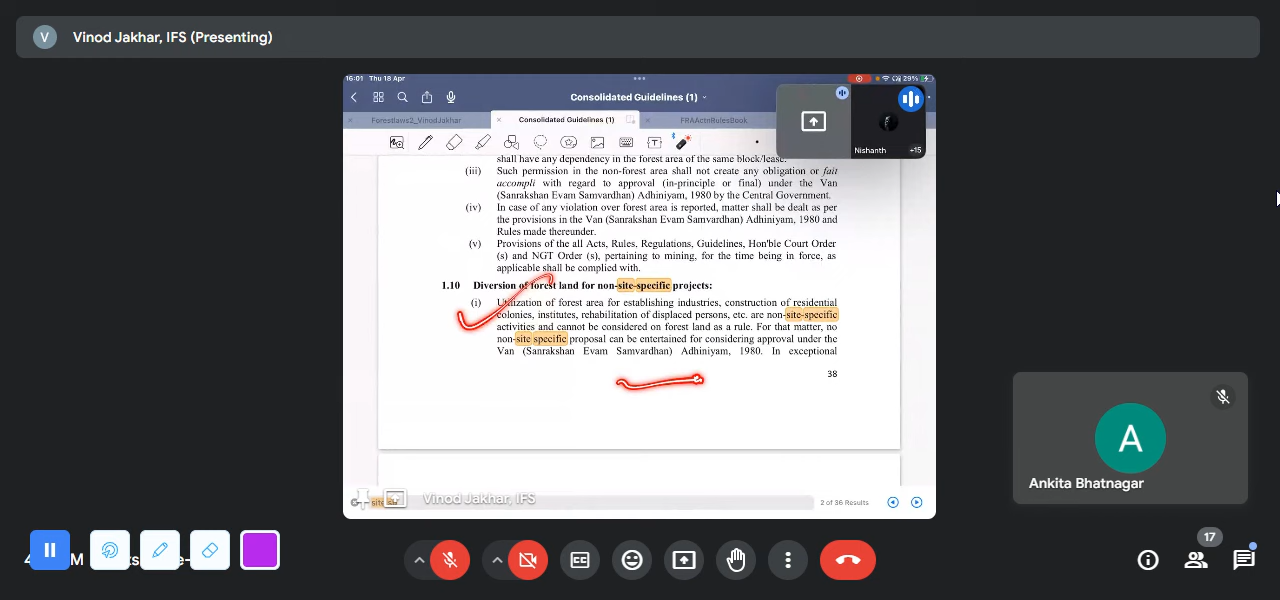 V
Vinod Jakhar, IFS (Presenting)
16:01 Thu 18 Apr
29%
Consolidated Guidelines (1)
Forestlaws2_VinodJakhar
Consolidated Guidelines (1)
FRAActnRulesBook
Nishanth
+15
shall have any dependency in the forest area of the same block/lease.
(iii) Such permission in the non-forest area shall not create any obligation or fait
accompli with regard to approval (in-principle or final) under the Van
(Sanrakshan Evam Samvardhan) Adhiniyam, 1980 by the Central Government.
(iv) In case of any violation over forest area is reported, matter shall be dealt as per
the provisions in the Van (Sanrakshan Evam Samvardhan) Adhiniyam, 1980 and
Rules made thereunder.
(v) Provisions of the all Acts, Rules, Regulations, Guidelines, Hon'ble Court Order
(s) and NGT Order (s), pertaining to mining, for the time being in force, as
applicable shall be complied with.
1.10 Diversion of forest land for non-site-specific projects:
(i) Utilization of forest area for establishing industries, construction of residential
colonies, institutes, rehabilitation of displaced persons, etc. are non-site-specific
activities and cannot be considered on forest land as a rule. For that matter, no
non-site specific proposal can be entertained for considering approval under the
Van (Sanrakshan Evam Samvardhan) Adhiniyam, 1980. In exceptional
38
Vinod Jakhar, IFS
2 of 36 Results
A
Ankita Bhatnagar
17